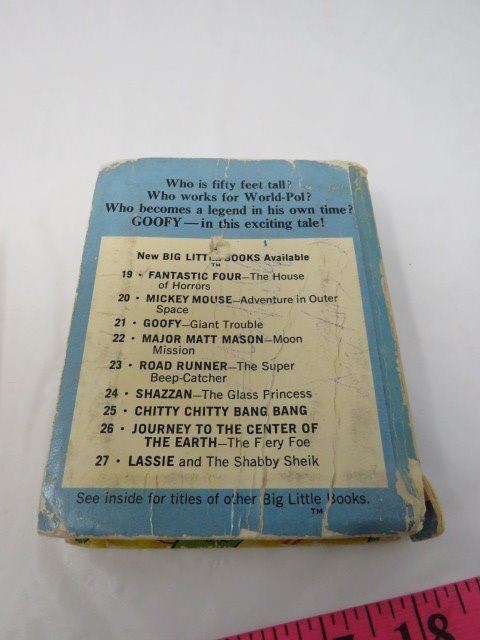 Who is fifty feet tall?
Who works for World-Pol?
Who becomes a legend in his own time?
GOOFY — in this exciting tale!
New BIG LITTLE BOOKS Available
TM
19 • FANTASTIC FOUR—The House
of Horrors
20 • MICKEY MOUSE—Adventure in Outer
Space
21 • GOOFY—Giant Trouble
22 • MAJOR MATT MASON—Moon
Mission
23 • ROAD RUNNER—The Super
Beep-Catcher
24 • SHAZZAN—The Glass Princess
25 • CHITTY CHITTY BANG BANG
26 • JOURNEY TO THE CENTER OF
THE EARTH—The Fiery Foe
27 • LASSIE and The Shabby Sheik
See inside for titles of other Big Little Books.
TM
18